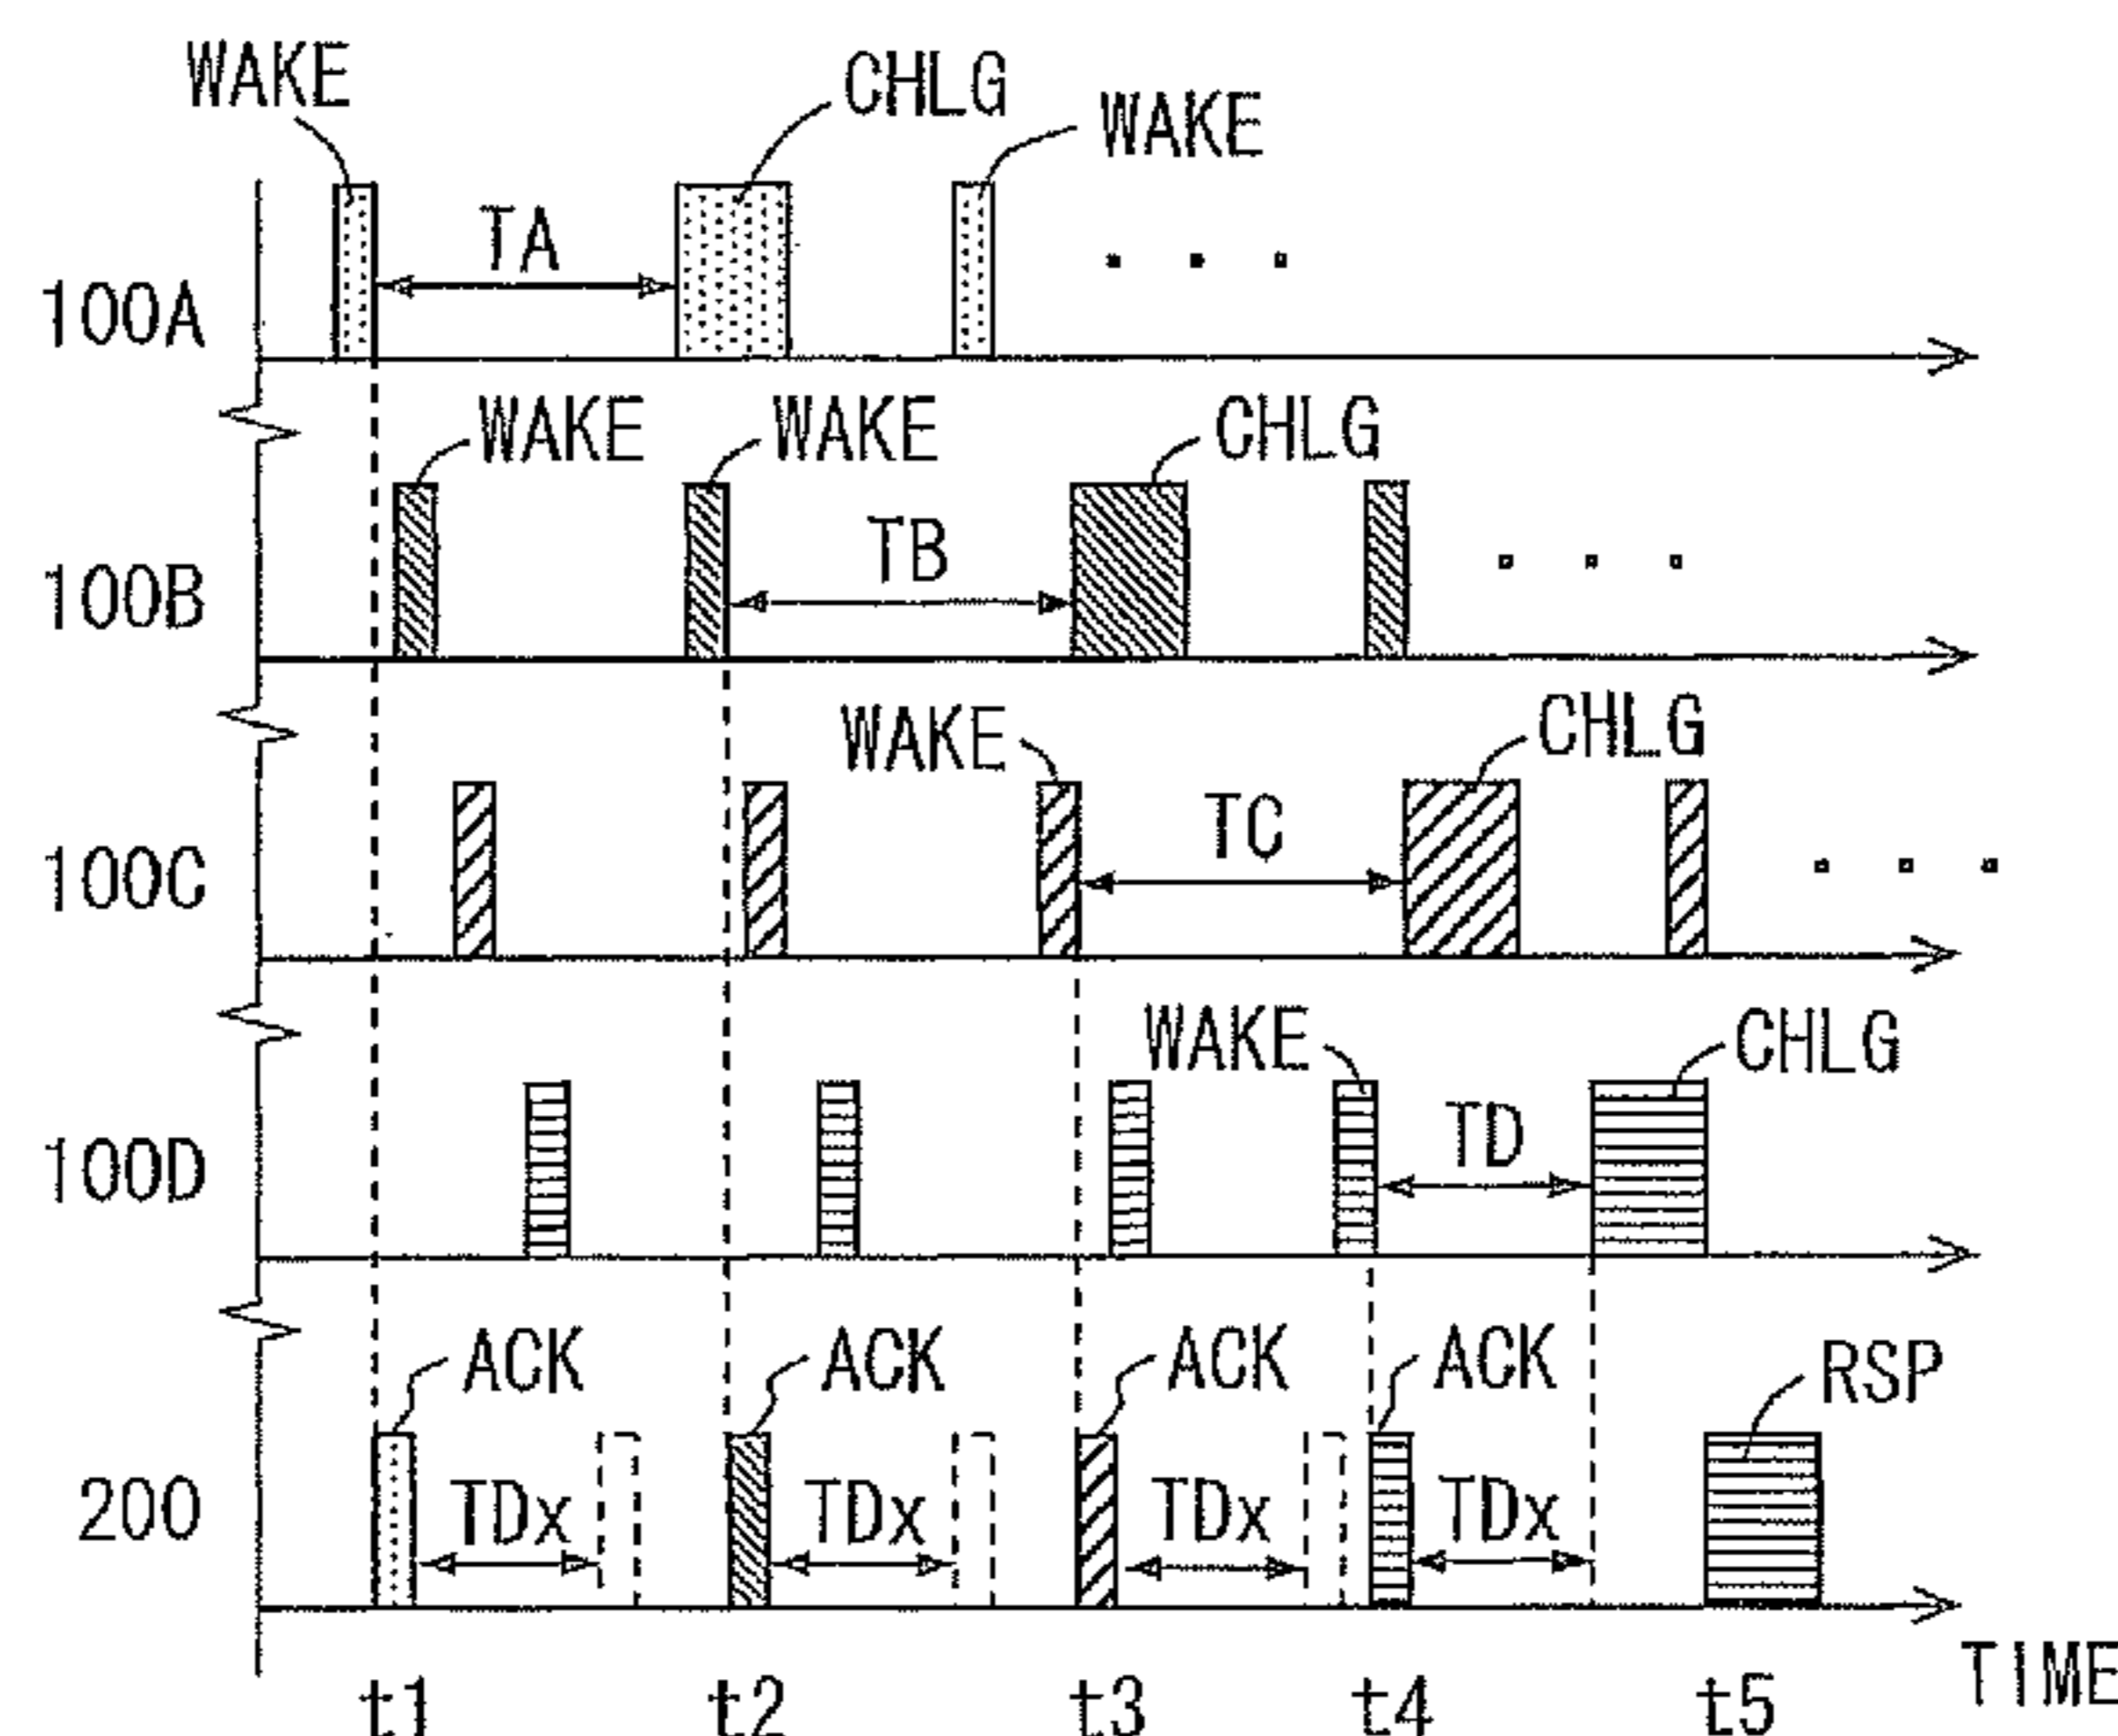 WAKE CHLG WAKE
TA
100A
WAKE WAKE CHLG
TB
100B
WAKE CHLG
TC
100C
WAKE CHLG
TD
100D
ACK ACK ACK ACK RSP
TDx TDx TDx TDx
200
TIME
t1 t2 t3 t4 t5